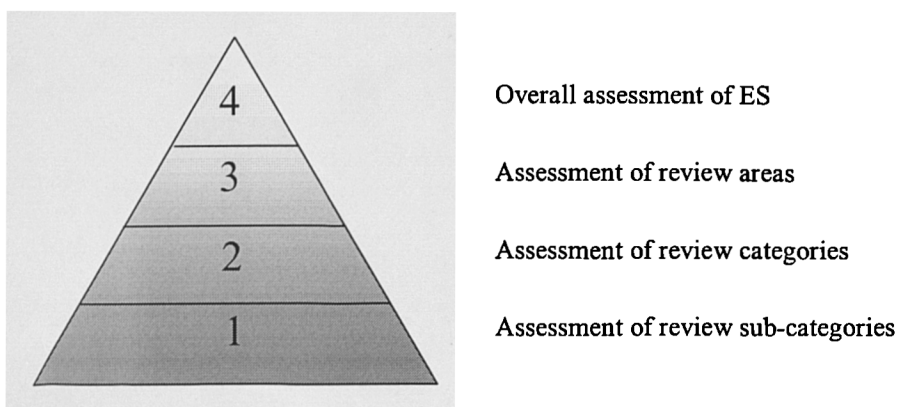 4
Overall assessment of ES
3
Assessment of review areas
2
Assessment of review categories
1
Assessment of review sub-categories